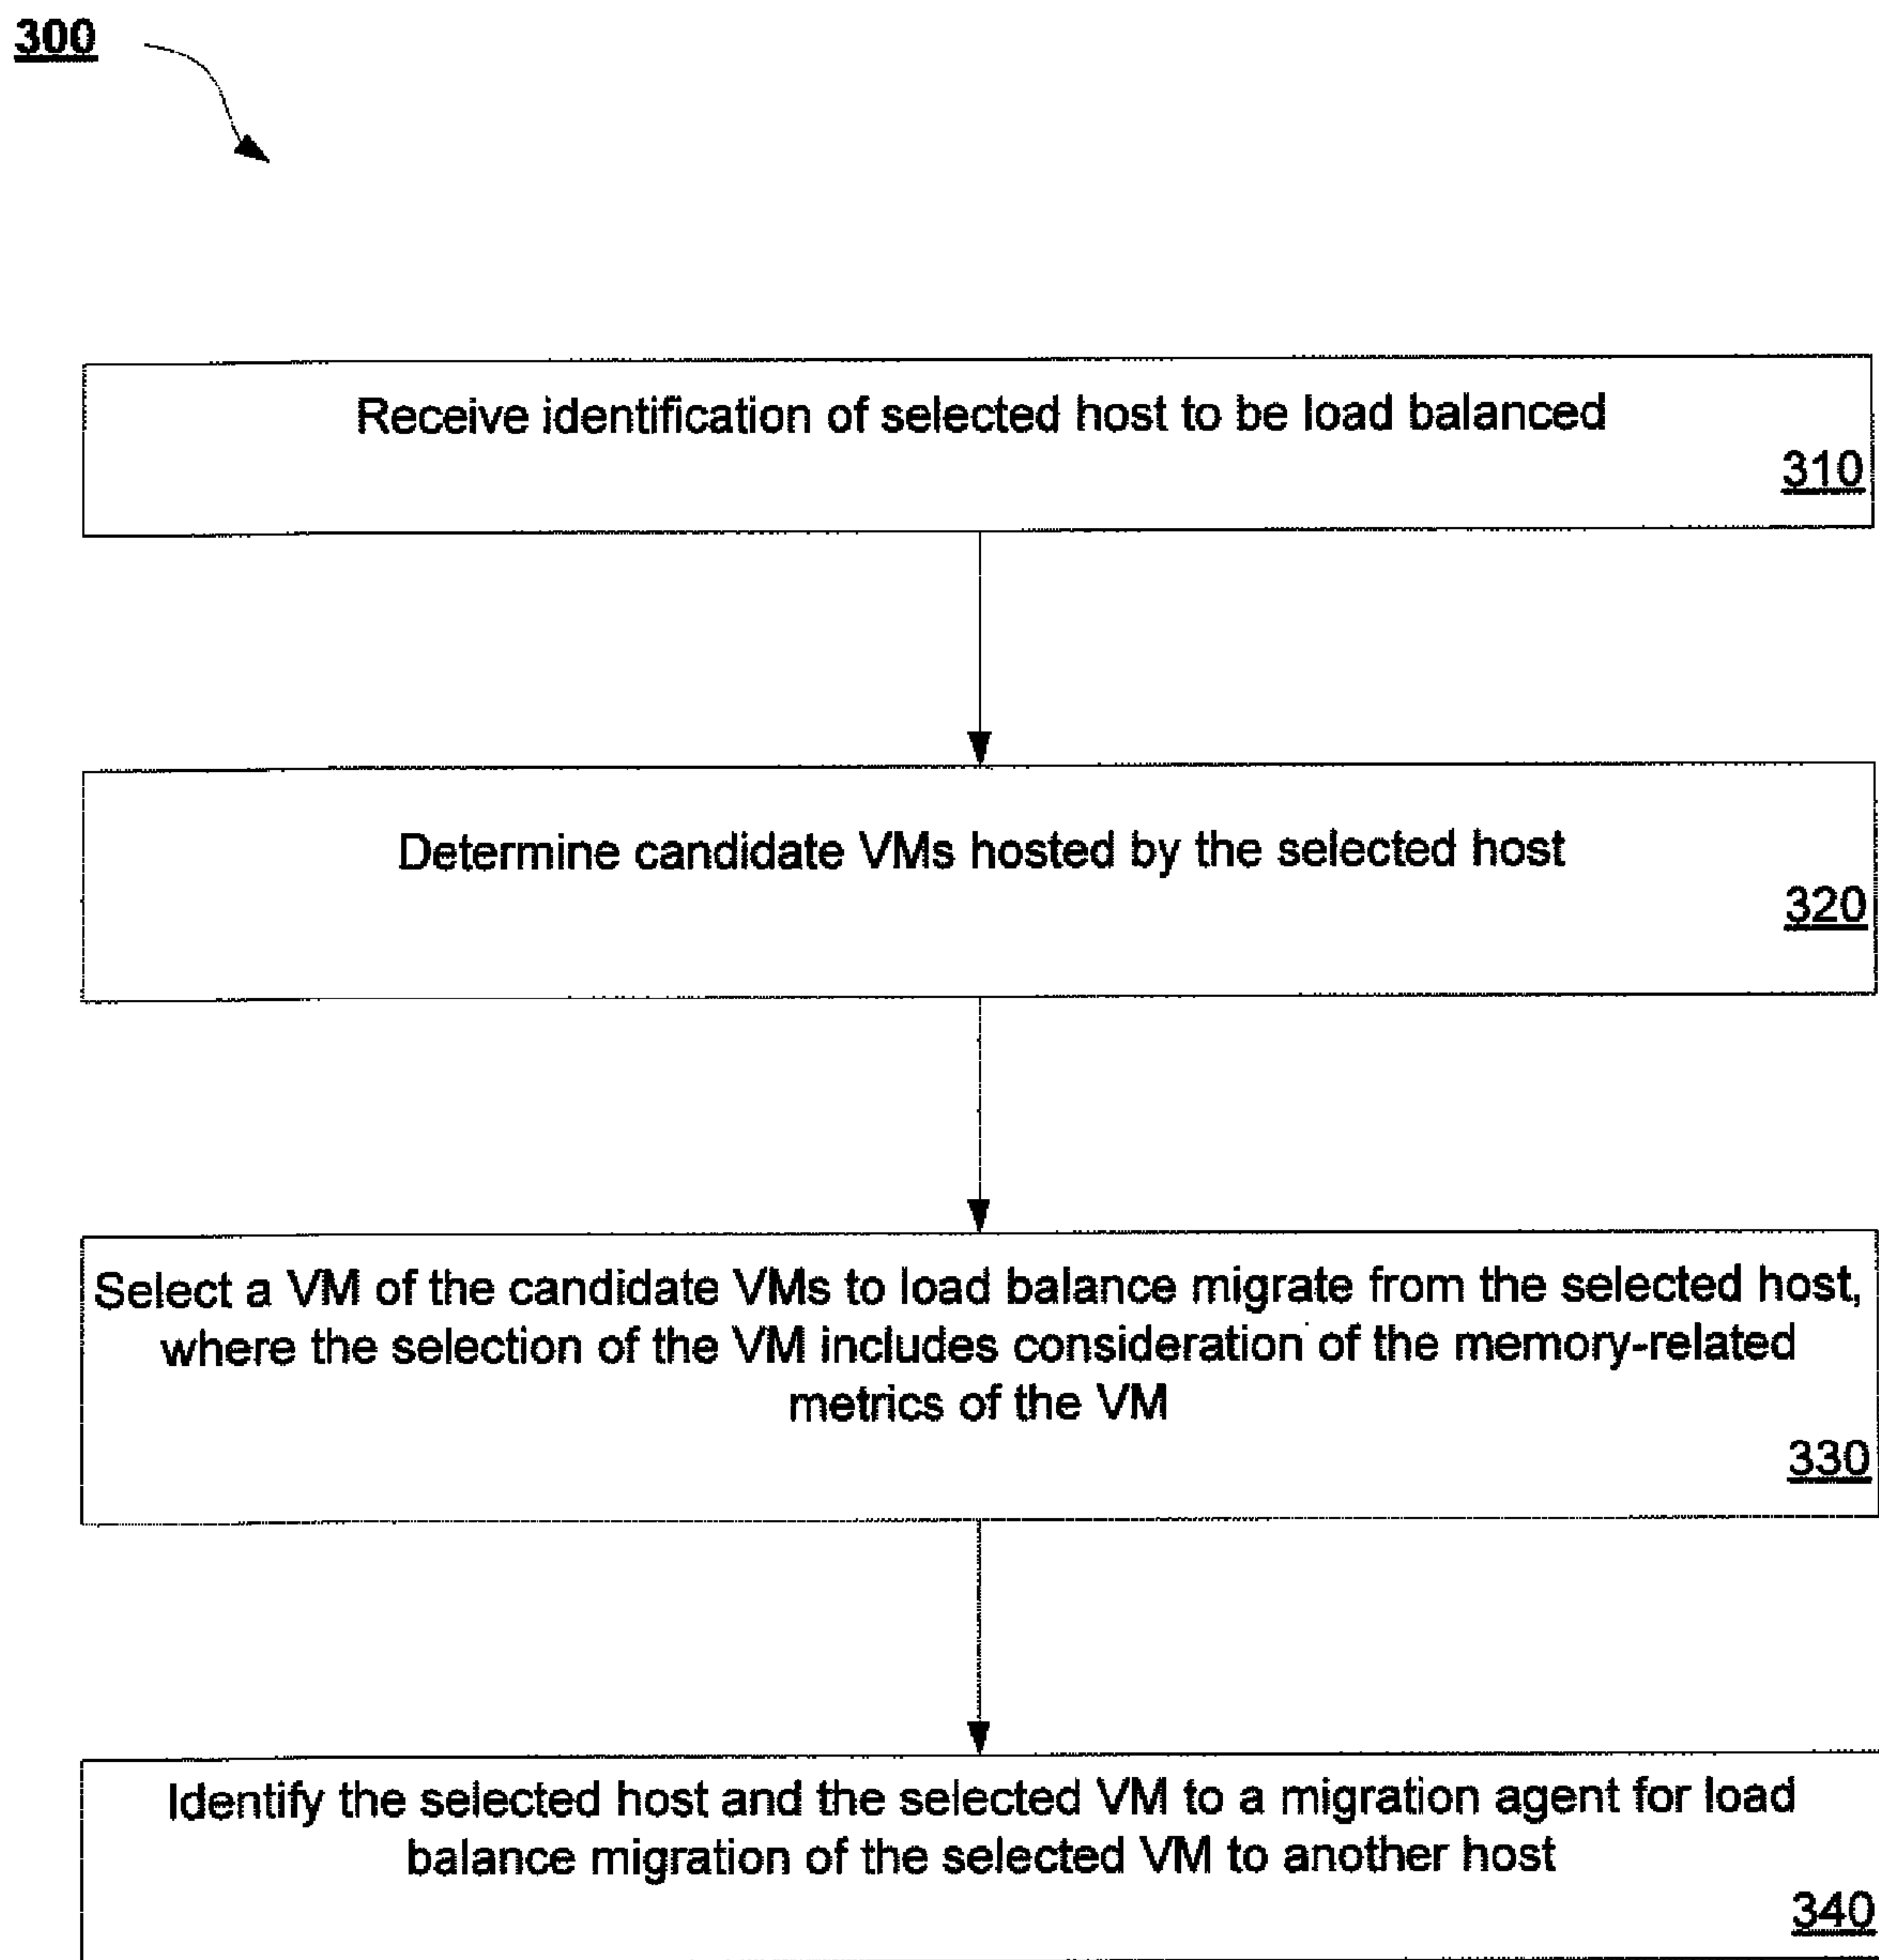 300
Receive identification of selected host to be load balanced
310
Determine candidate VMs hosted by the selected host
320
Select a VM of the candidate VMs to load balance migrate from the selected host,
where the selection of the VM includes consideration of the memory-related
metrics of the VM
330
Identify the selected host and the selected VM to a migration agent for load
balance migration of the selected VM to another host
340